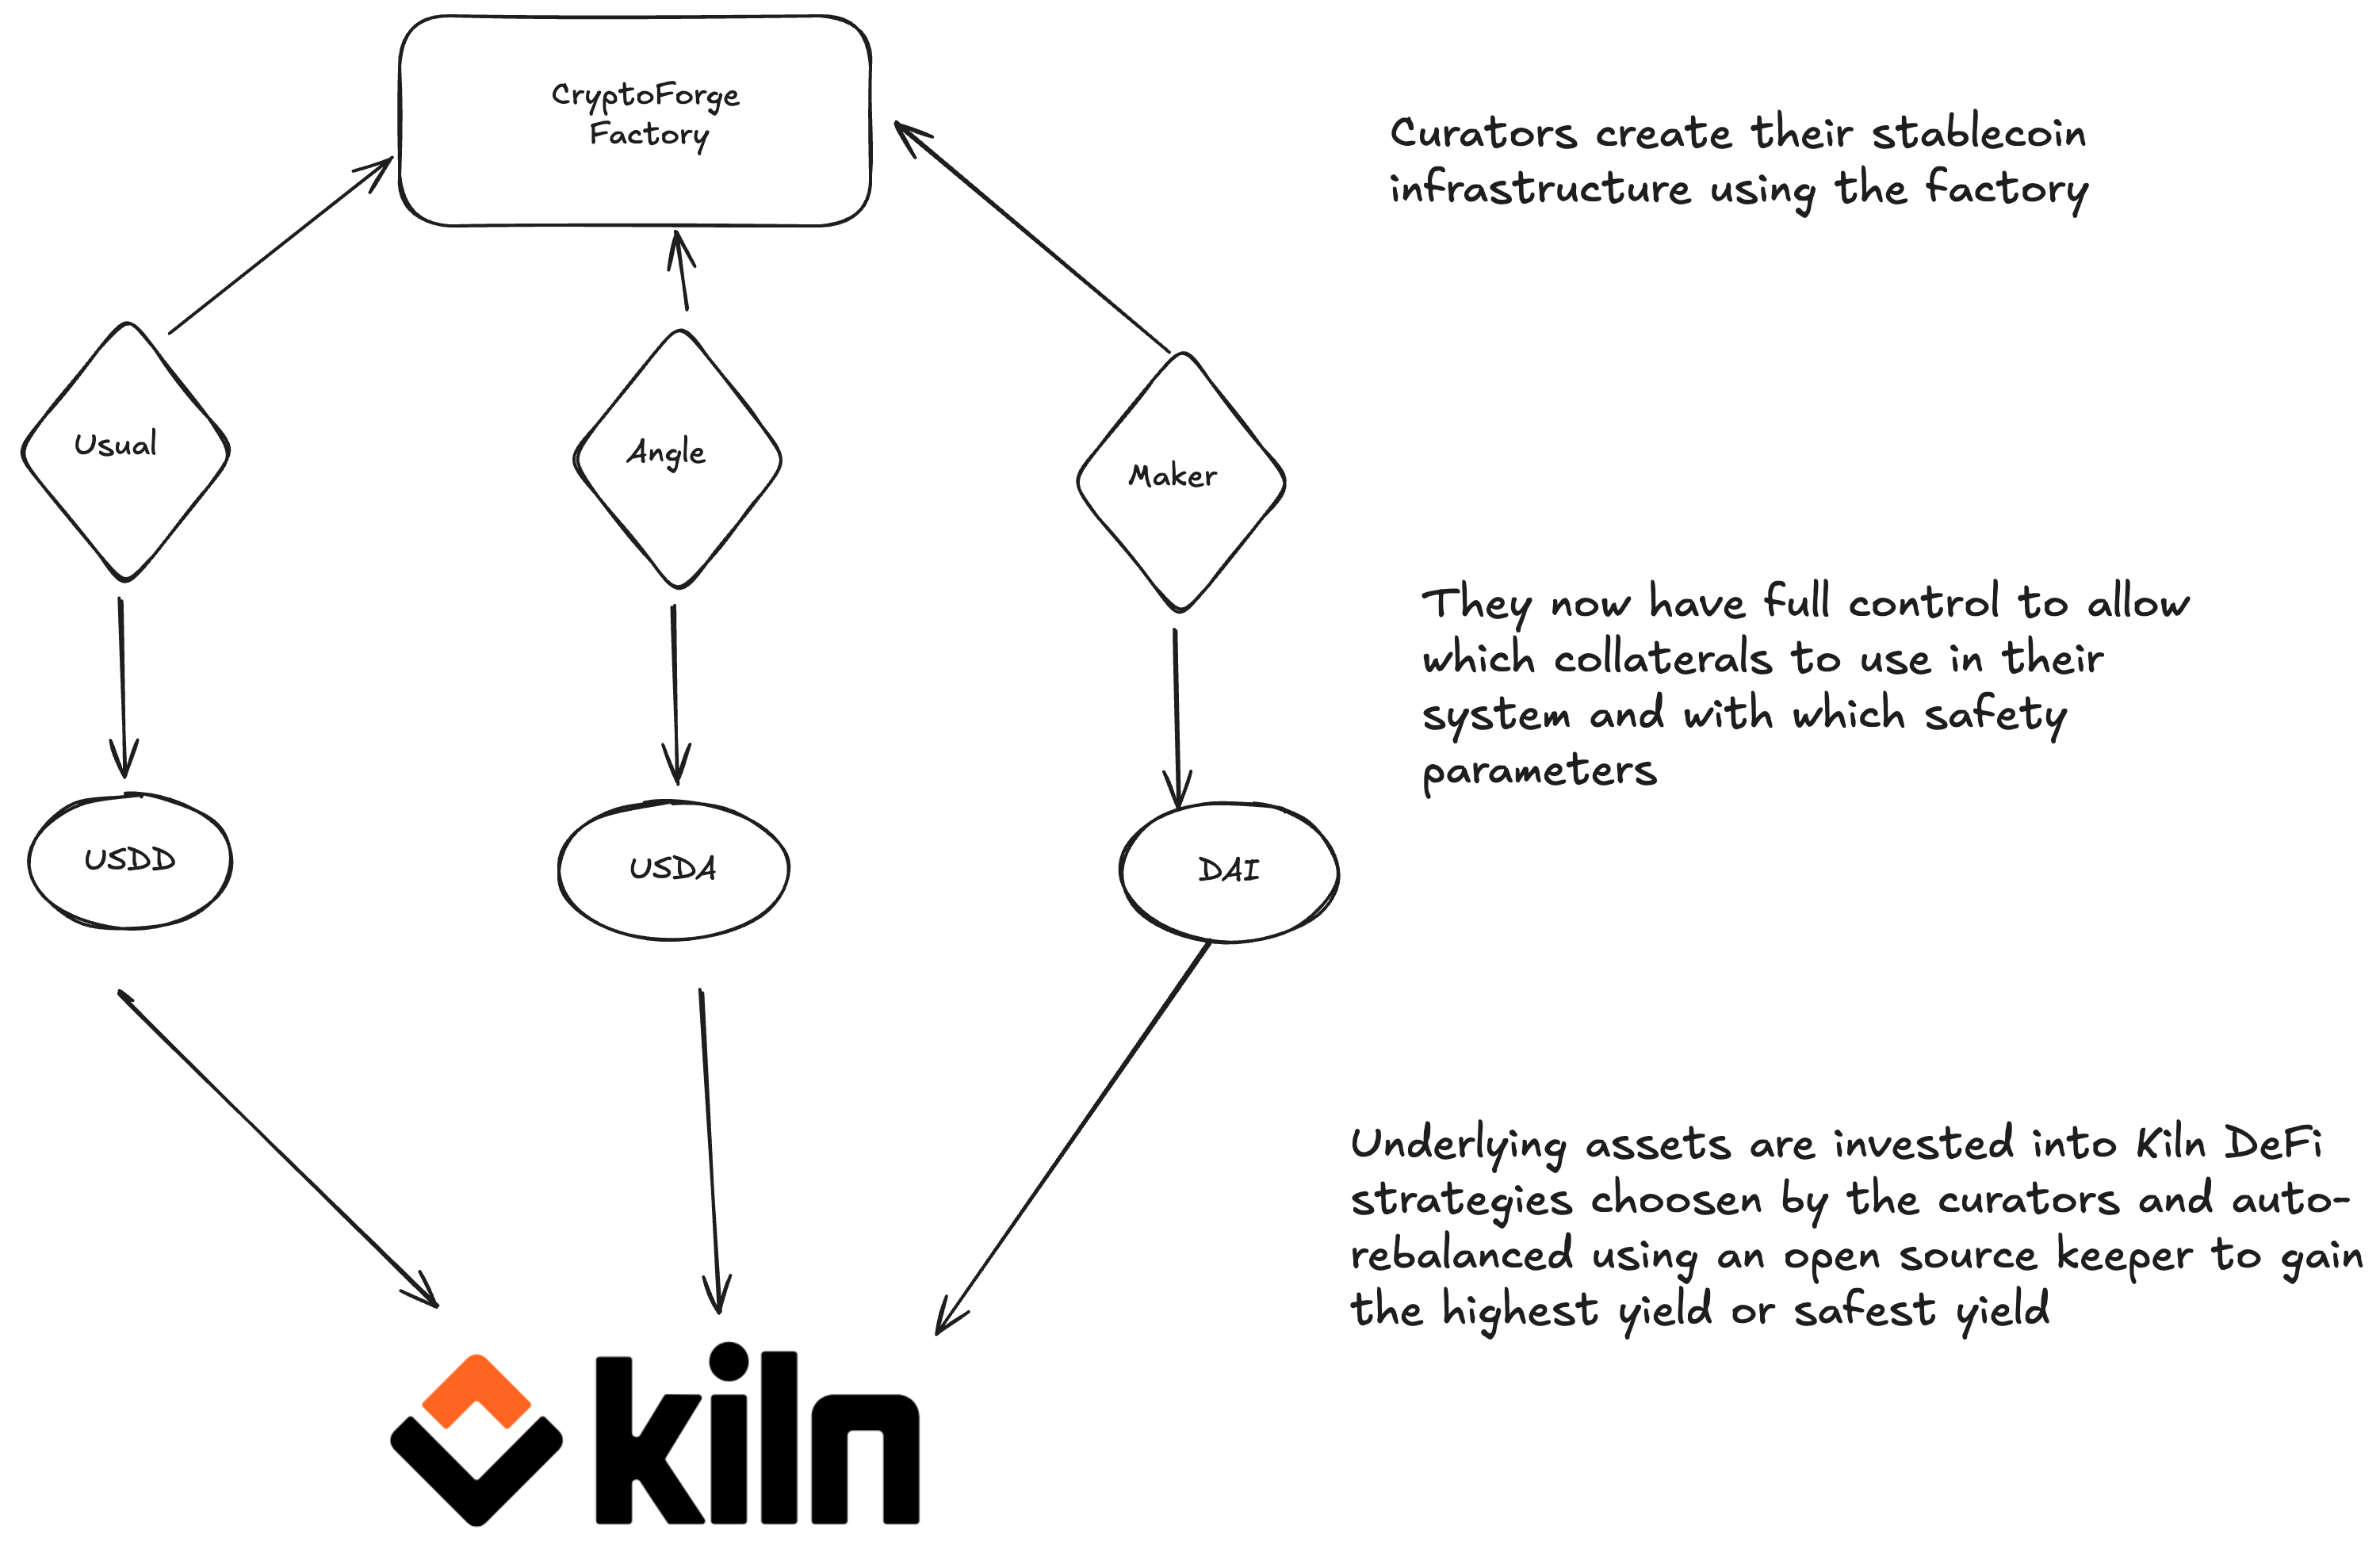 CryptoForge
Factory
Curators create their stablecoin
infrastructure using the factory
Usual
Angle
Maker
They now have full control to allow
which collaterals to use in their
system and with which safety
parameters
USDD
USDA
DAI
Underlying assets are invested into Kiln DeFi
strategies choosen by the curators and auto-
rebalanced using an open source keeper to gain
the highest yield or safest yield
kiln